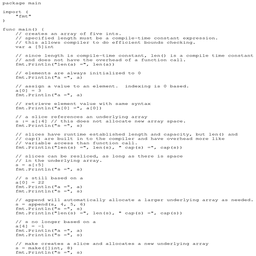 package main
import (
"fmt"
)
func main() {
// create an array of five ints.
// specified length must be a compile-time constant expression.
// this allows compiler to do efficient bounds checking.
var a [5]int
// since length is compile-time constant, len() is a compile time constant
// and does not have the overhead of a function call.
fmt.Println("len(a) =", len(a))
// elements are always initialized to 0
fmt.Println("a =", a)
// assign a value to an element. indexing is 0 based.
a[0] = 3
fmt.Println("a =", a)
// retrieve element value with same syntax
fmt.Println("a[0] =", a[0])
// a slice references an underlying array
s := a[:4] // this does not allocate new array space.
fmt.Println("s =", s)
// slices have runtime established length and capacity, but len() and
// cap() are built in to the compiler and have overhead more like
// variable access than function call.
fmt.Println("len(s) =", len(s), " cap(s) =", cap(s))
// slices can be resliced, as long as there is space
// in the underlying array.
s = s[:5]
fmt.Println("s =", s)
// s still based on a
a[0] = 22
fmt.Println("a =", a)
fmt.Println("s =", s)
// append will automatically allocate a larger underlying array as needed.
s = append(s, 4, 5, 6)
fmt.Println("s =", s)
fmt.Println("len(s) =", len(s), " cap(s) =", cap(s))
// s no longer based on a
a[4] = -1
fmt.Println("a =", a)
fmt.Println("s =", s)
// make creates a slice and allocates a new underlying array
s = make([]int, 8)
fmt.Println("s =", s)